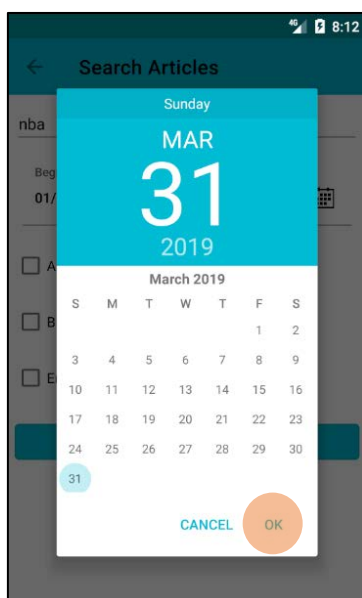 4G 8:12
Search Articles
Sunday
nba
MAR
31
Beg
01/
2019
March 2019
S M T W T F S
1 2
A
3 4 5 6 7 8 9
B
10 11 12 13 14 15 16
E
17 18 19 20 21 22 23
24 25 26 27 28 29 30
31
CANCEL OK